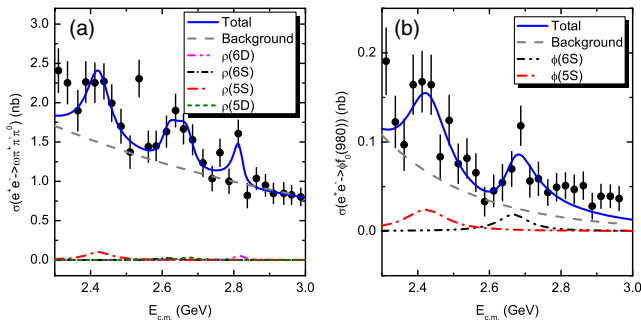 (a)
Total
Background
ρ(6D)
ρ(6S)
ρ(5S)
ρ(5D)
σ(e⁺e⁻->ωπ⁺π⁻π⁰) (nb)
3.0
2.5
2.0
1.5
1.0
0.5
0.0
2.4 2.6 2.8 3.0
E_c.m. (GeV)
(b)
Total
Background
ϕ(6S)
ϕ(5S)
σ(e⁺e⁻->ϕf₀(980)) (nb)
0.2
0.1
0.0
2.4 2.6 2.8 3.0
E_c.m. (GeV)